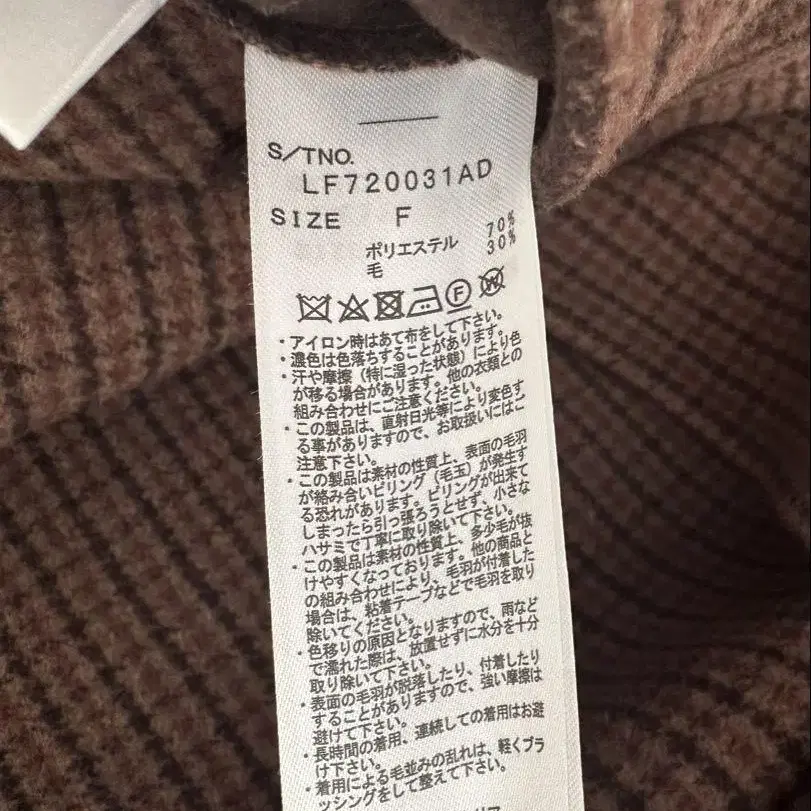 S/TNO.
LF720031AD
SIZE F
ポリエステル 70%
毛 30%
F
W
・アイロン時はあて布をして下さい。
・濃色は色落ちすることがあります。
・汗や摩擦（特に湿った状態）により色
が移る場合があります。他の衣類との
組み合わせにご注意ください。
・この製品は、直射日光等により変色す
る事がありますので、お取扱いにはご
注意下さい。
・この製品は素材の性質上、表面の毛羽
が絡み合いピリング（毛玉）が発生す
る恐れがあります。ピリングが出来て
しまったら引っ張ろうとせず、小さな
ハサミで丁寧に取り除いて下さい。
・この製品は素材の性質上、多少毛が抜
けやすくなっております。他の商品と
の組み合わせにより、毛羽が付着した
場合は、粘着テープなどで毛羽を取り
除いてください。
・色移りの原因となりますので、雨など
で濡れた際は、放置せずに水分を十分
取り除いて下さい。
・表面の毛羽が脱落したり、付着したり
することがありますので、強い摩擦は
避けて下さい。
・長時間の着用、連続しての着用はお避
け下さい。
・着用による毛並みの乱れは、軽くブラ
ッシングをして整えて下さい。